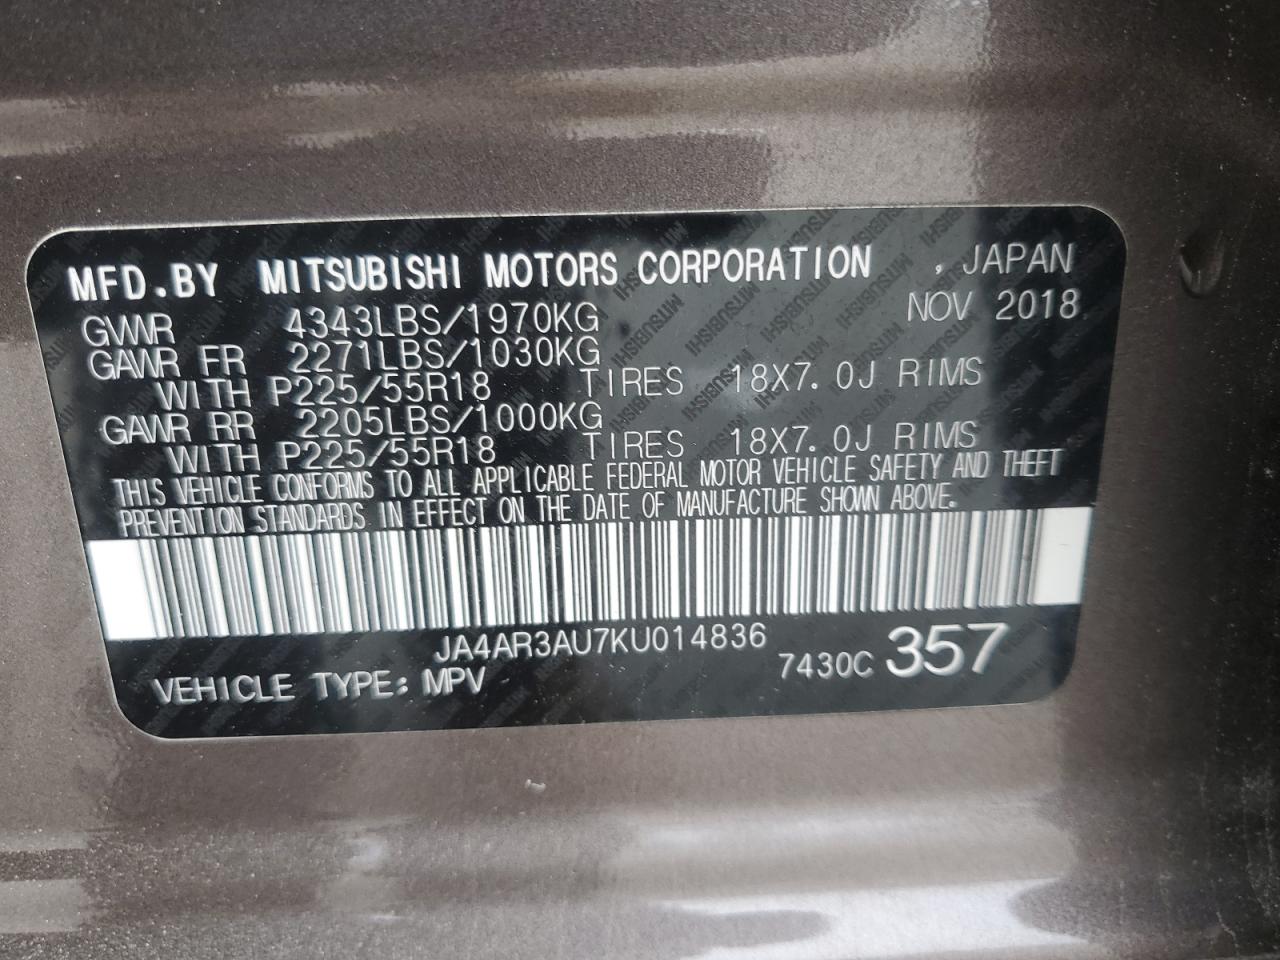 MFD.BY MITSUBISHI MOTORS CORPORATION , JAPAN
NOV 2018
GVWR 4343LBS/1970KG
GAWR FR 2271LBS/1030KG
WITH P225/55R18 TIRES 18X7.0J RIMS
GAWR RR 2205LBS/1000KG
WITH P225/55R18 TIRES 18X7.0J RIMS
THIS VEHICLE CONFORMS TO ALL APPLICABLE FEDERAL MOTOR VEHICLE SAFETY AND THEFT
PREVENTION STANDARDS IN EFFECT ON THE DATE OF MANUFACTURE SHOWN ABOVE.
JA4AR3AU7KU014836
VEHICLE TYPE: MPV 7430C 357